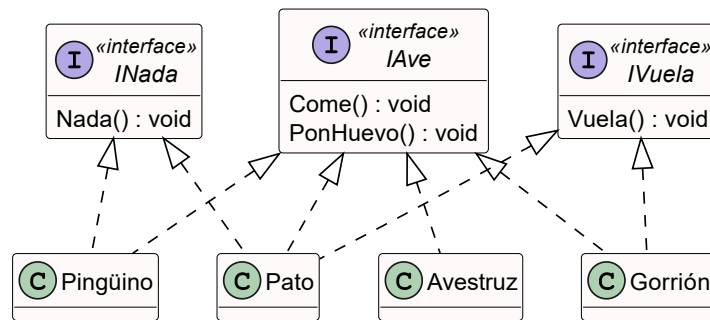 I «interface»
INada
Nada() : void
I «interface»
IAve
Come() : void
PonHuevo() : void
I «interface»
IVuela
Vuela() : void
C Pingüino
C Pato
C Avestruz
C Gorrión